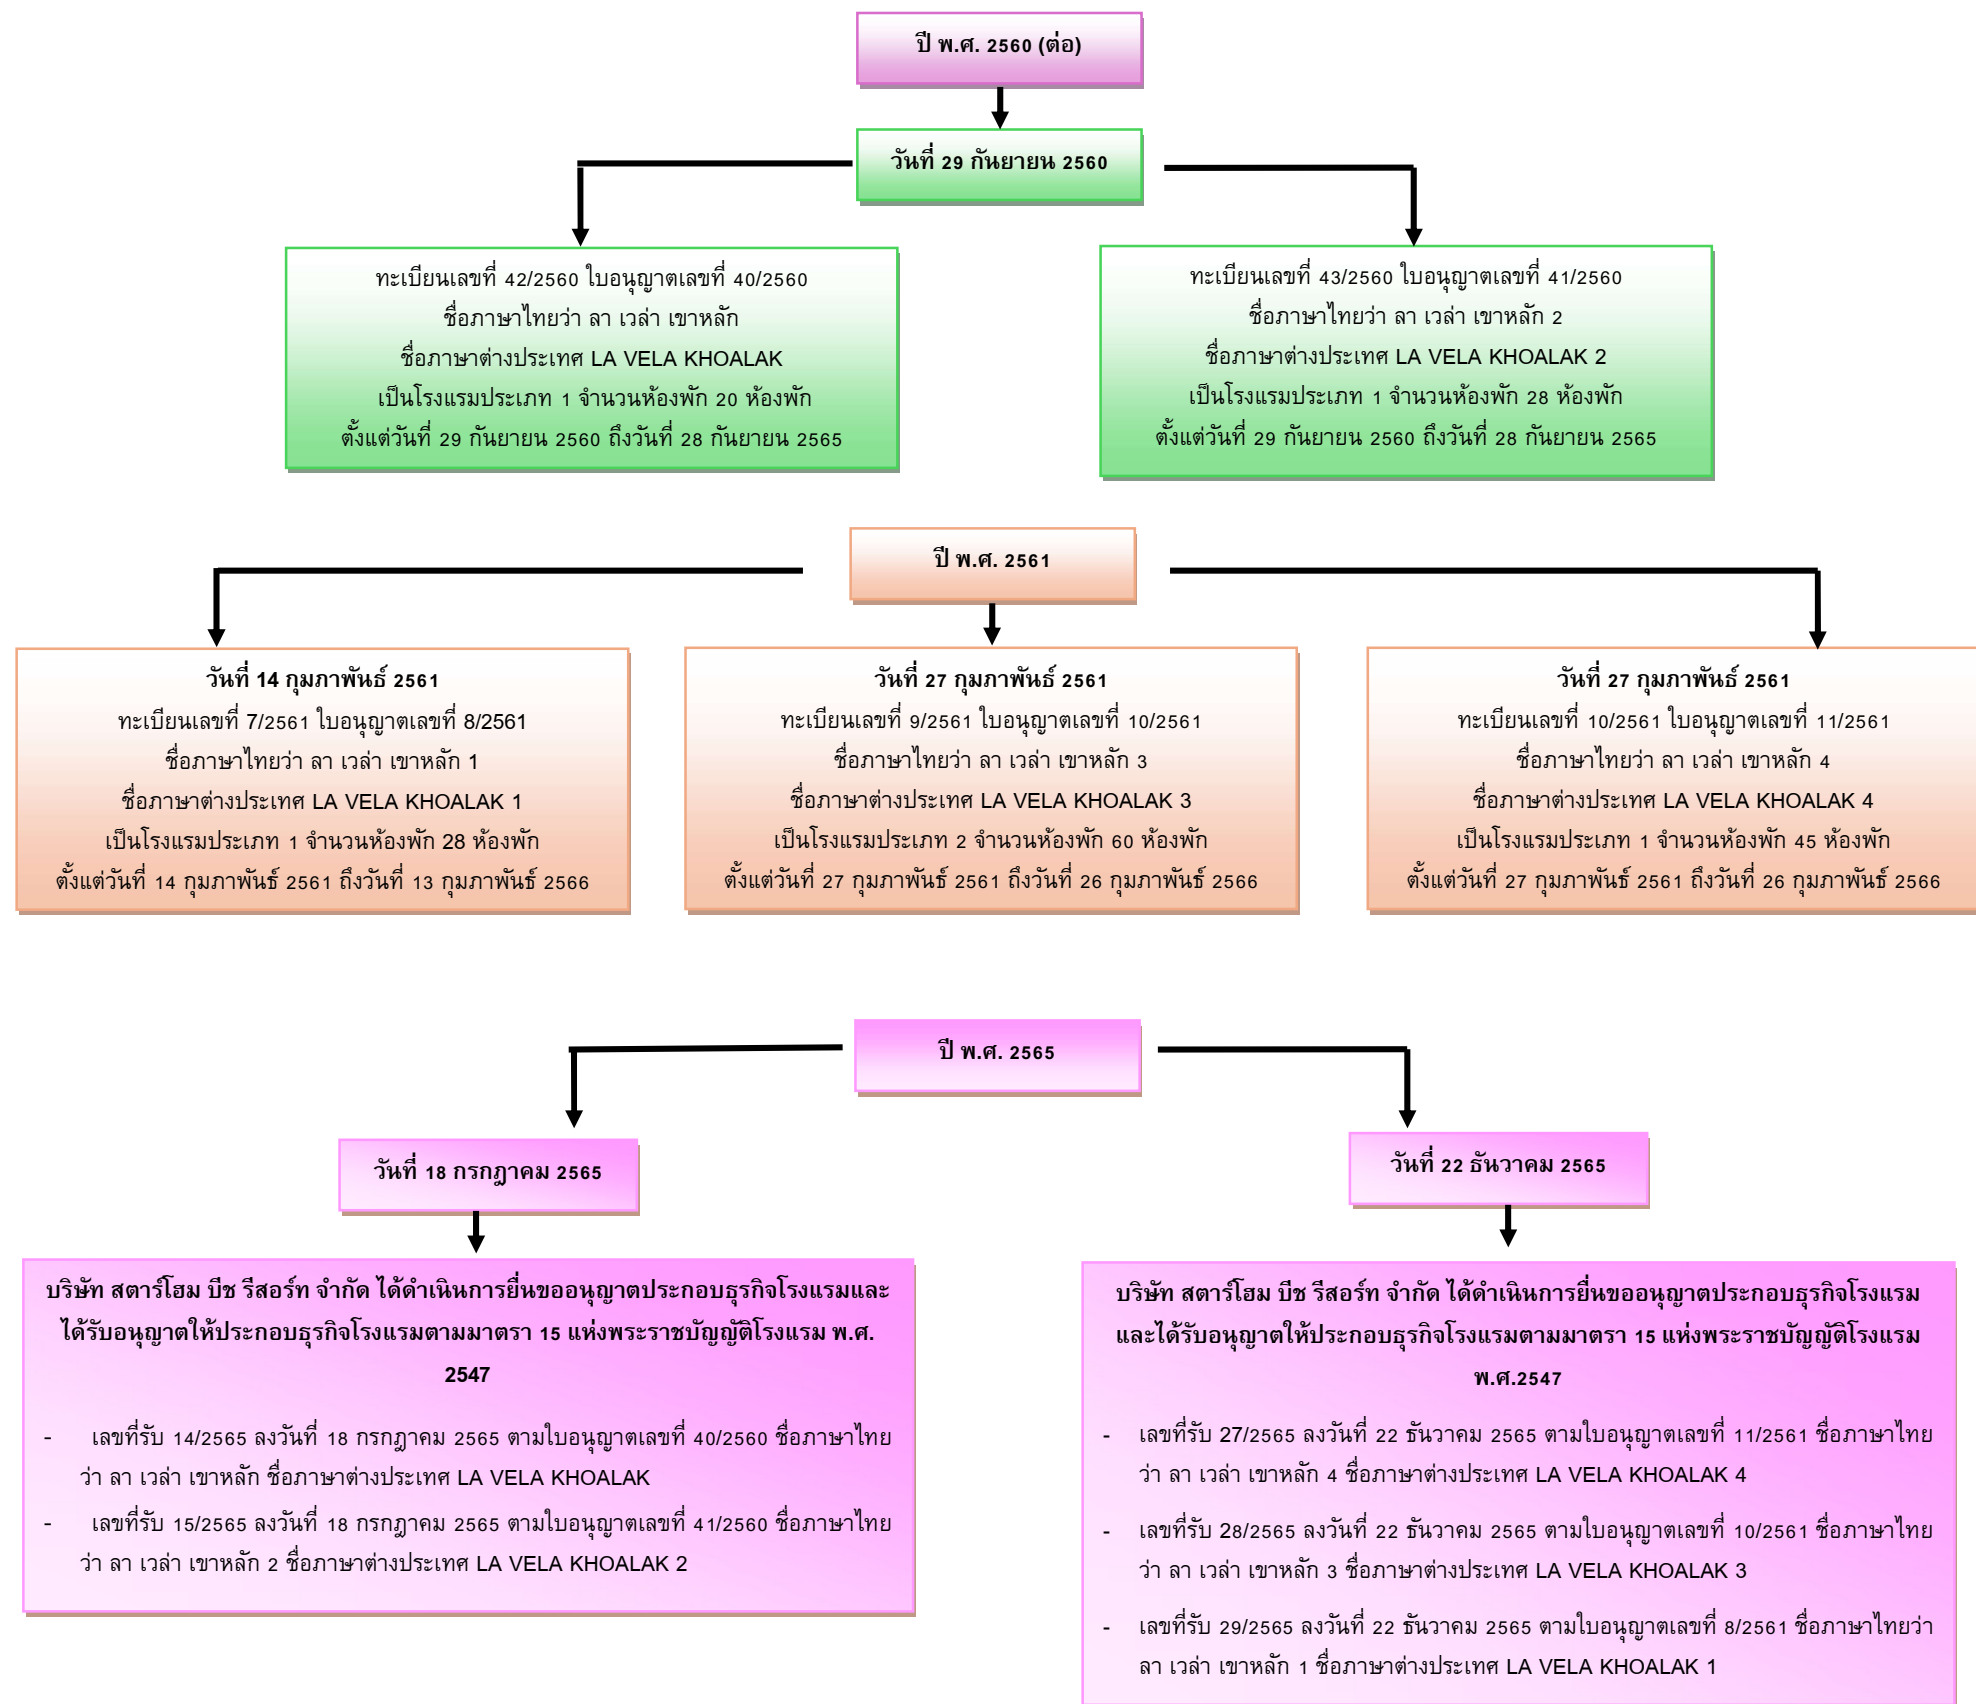 ปี พ.ศ. 2560 (ต่อ)
วันที่ 29 กันยายน 2560
ทะเบียนเลขที่ 42/2560 ใบอนุญาตเลขที่ 40/2560
ชื่อภาษาไทยว่า ลา เวล่า เขาหลัก
ชื่อภาษาต่างประเทศ LA VELA KHOALAK
เป็นโรงแรมประเภท 1 จำนวนห้องพัก 20 ห้องพัก
ตั้งแต่วันที่ 29 กันยายน 2560 ถึงวันที่ 28 กันยายน 2565
ทะเบียนเลขที่ 43/2560 ใบอนุญาตเลขที่ 41/2560
ชื่อภาษาไทยว่า ลา เวล่า เขาหลัก 2
ชื่อภาษาต่างประเทศ LA VELA KHOALAK 2
เป็นโรงแรมประเภท 1 จำนวนห้องพัก 28 ห้องพัก
ตั้งแต่วันที่ 29 กันยายน 2560 ถึงวันที่ 28 กันยายน 2565
ปี พ.ศ. 2561
วันที่ 14 กุมภาพันธ์ 2561
ทะเบียนเลขที่ 7/2561 ใบอนุญาตเลขที่ 8/2561
ชื่อภาษาไทยว่า ลา เวล่า เขาหลัก 1
ชื่อภาษาต่างประเทศ LA VELA KHOALAK 1
เป็นโรงแรมประเภท 1 จำนวนห้องพัก 28 ห้องพัก
ตั้งแต่วันที่ 14 กุมภาพันธ์ 2561 ถึงวันที่ 13 กุมภาพันธ์ 2566
วันที่ 27 กุมภาพันธ์ 2561
ทะเบียนเลขที่ 9/2561 ใบอนุญาตเลขที่ 10/2561
ชื่อภาษาไทยว่า ลา เวล่า เขาหลัก 3
ชื่อภาษาต่างประเทศ LA VELA KHOALAK 3
เป็นโรงแรมประเภท 2 จำนวนห้องพัก 60 ห้องพัก
ตั้งแต่วันที่ 27 กุมภาพันธ์ 2561 ถึงวันที่ 26 กุมภาพันธ์ 2566
วันที่ 27 กุมภาพันธ์ 2561
ทะเบียนเลขที่ 10/2561 ใบอนุญาตเลขที่ 11/2561
ชื่อภาษาไทยว่า ลา เวล่า เขาหลัก 4
ชื่อภาษาต่างประเทศ LA VELA KHOALAK 4
เป็นโรงแรมประเภท 1 จำนวนห้องพัก 45 ห้องพัก
ตั้งแต่วันที่ 27 กุมภาพันธ์ 2561 ถึงวันที่ 26 กุมภาพันธ์ 2566
ปี พ.ศ. 2565
วันที่ 18 กรกฎาคม 2565
บริษัท สตาร์โฮม บีช รีสอร์ท จำกัด ได้ดำเนินการยื่นขออนุญาตประกอบธุรกิจโรงแรมและ
ได้รับอนุญาตให้ประกอบธุรกิจโรงแรมตามมาตรา 15 แห่งพระราชบัญญัติโรงแรม พ.ศ.
2547
- เลขที่รับ 14/2565 ลงวันที่ 18 กรกฎาคม 2565 ตามใบอนุญาตเลขที่ 40/2560 ชื่อภาษาไทย
ว่า ลา เวล่า เขาหลัก ชื่อภาษาต่างประเทศ LA VELA KHOALAK
- เลขที่รับ 15/2565 ลงวันที่ 18 กรกฎาคม 2565 ตามใบอนุญาตเลขที่ 41/2560 ชื่อภาษาไทย
ว่า ลา เวล่า เขาหลัก 2 ชื่อภาษาต่างประเทศ LA VELA KHOALAK 2
วันที่ 22 ธันวาคม 2565
บริษัท สตาร์โฮม บีช รีสอร์ท จำกัด ได้ดำเนินการยื่นขออนุญาตประกอบธุรกิจโรงแรม
และได้รับอนุญาตให้ประกอบธุรกิจโรงแรมตามมาตรา 15 แห่งพระราชบัญญัติโรงแรม
พ.ศ.2547
- เลขที่รับ 27/2565 ลงวันที่ 22 ธันวาคม 2565 ตามใบอนุญาตเลขที่ 11/2561 ชื่อภาษาไทย
ว่า ลา เวล่า เขาหลัก 4 ชื่อภาษาต่างประเทศ LA VELA KHOALAK 4
- เลขที่รับ 28/2565 ลงวันที่ 22 ธันวาคม 2565 ตามใบอนุญาตเลขที่ 10/2561 ชื่อภาษาไทย
ว่า ลา เวล่า เขาหลัก 3 ชื่อภาษาต่างประเทศ LA VELA KHOALAK 3
- เลขที่รับ 29/2565 ลงวันที่ 22 ธันวาคม 2565 ตามใบอนุญาตเลขที่ 8/2561 ชื่อภาษาไทยว่า
ลา เวล่า เขาหลัก 1 ชื่อภาษาต่างประเทศ LA VELA KHOALAK 1